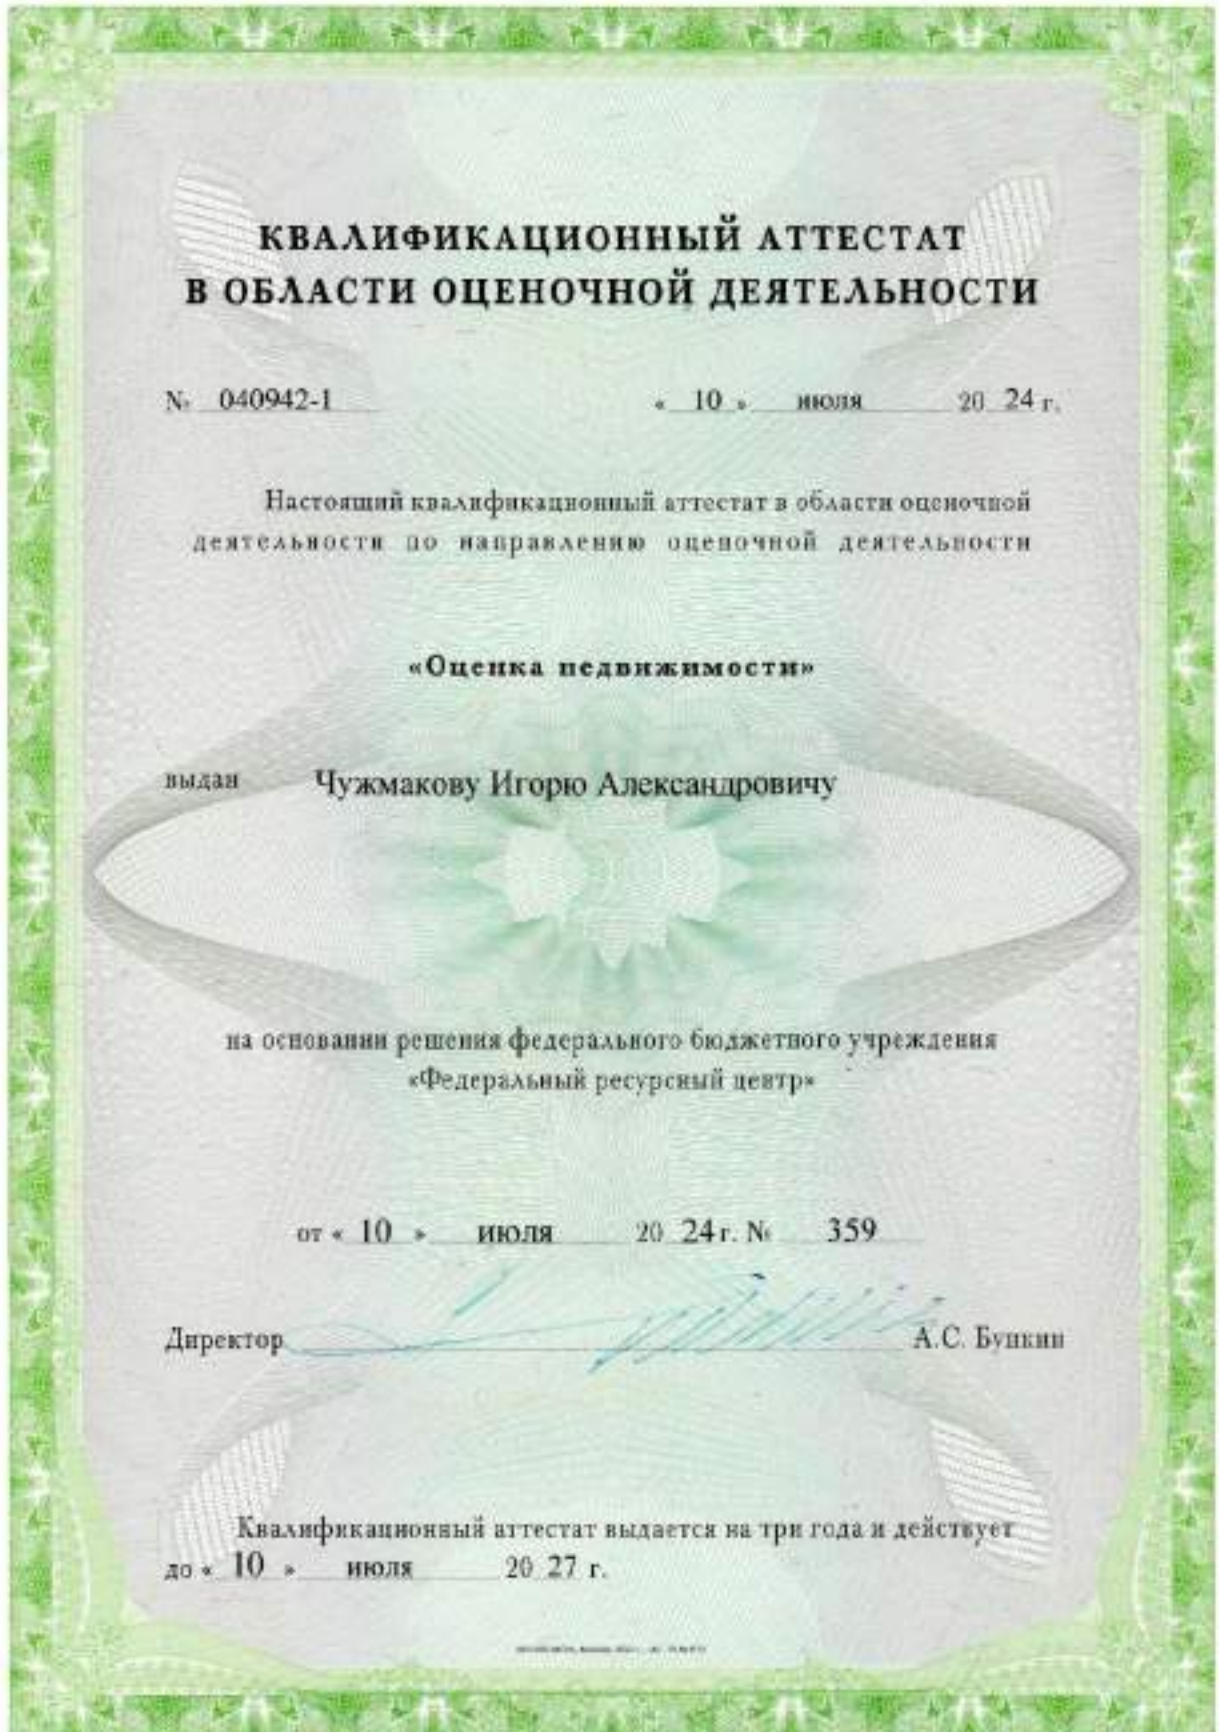 КВАЛИФИКАЦИОННЫЙ АТТЕСТАТ
В ОБЛАСТИ ОЦЕНОЧНОЙ ДЕЯТЕЛЬНОСТИ
№ 040942-1 « 10 » июля 20 24 г.
Настоящий квалификационный аттестат в области оценочной
деятельности по направлению оценочной деятельности
«Оценка недвижимости»
выдан Чужмакову Игорю Александровичу
на основании решения федерального бюджетного учреждения
«Федеральный ресурсный центр»
от « 10 » июля 20 24 г. № 359
Директор А.С. Бункин
Квалификационный аттестат выдается на три года и действует
до « 10 » июля 20 27 г.